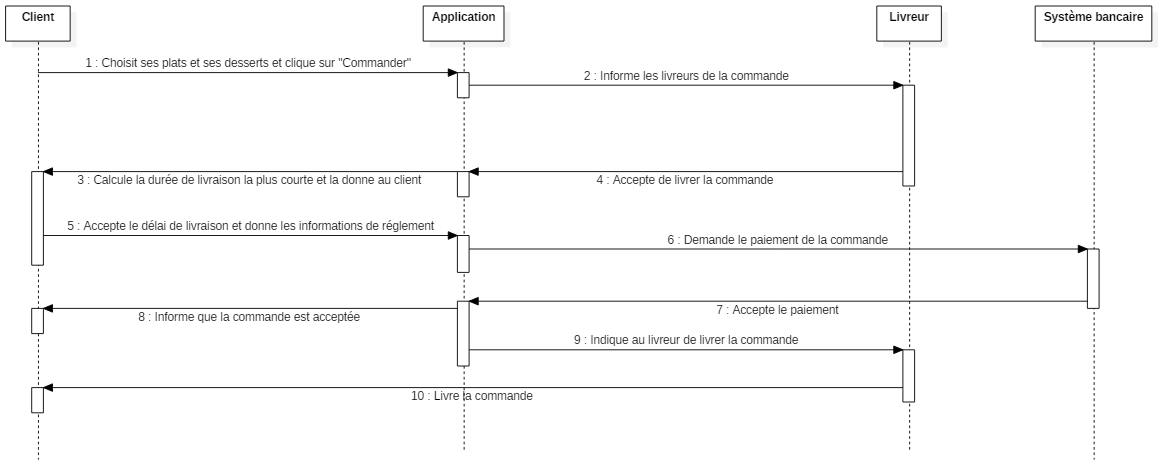 Client
Application
Livreur
Système bancaire
1 : Choisit ses plats et ses desserts et clique sur "Commander"
2 : Informe les livreurs de la commande
3 : Calcule la durée de livraison la plus courte et la donne au client
4 : Accepte de livrer la commande
5 : Accepte le délai de livraison et donne les informations de réglement
6 : Demande le paiement de la commande
7 : Accepte le paiement
8 : Informe que la commande est acceptée
9 : Indique au livreur de livrer la commande
10 : Livre la commande